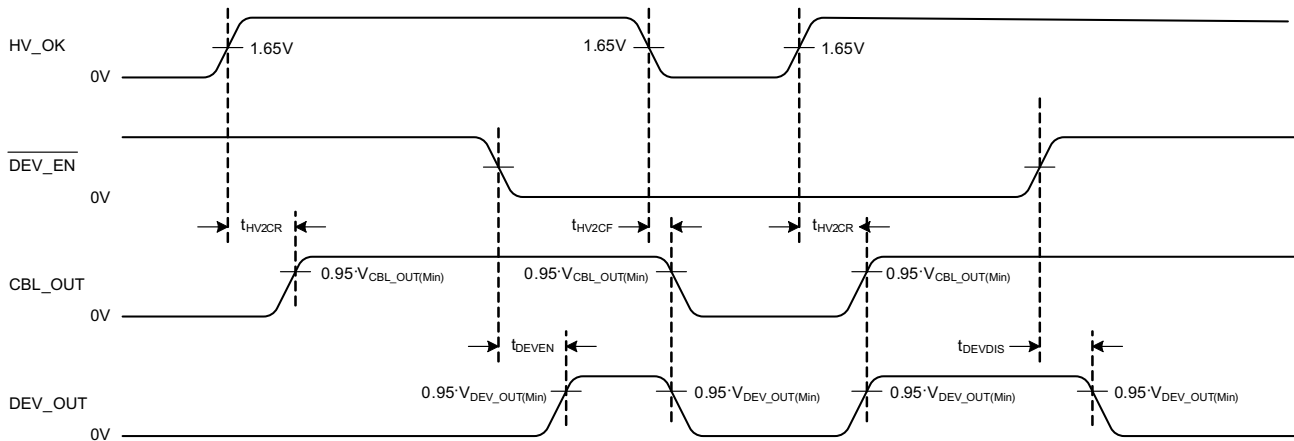 HV_OK
1.65V
1.65V
1.65V
0V
DEV_EN
0V
tHV2CR
tHV2CF
tHV2CR
CBL_OUT
0.95·VCBL_OUT(Min)
0.95·VCBL_OUT(Min)
0.95·VCBL_OUT(Min)
0V
tDEVEN
tDEVDIS
DEV_OUT
0.95·VDEV_OUT(Min)
0.95·VDEV_OUT(Min)
0.95·VDEV_OUT(Min)
0.95·VDEV_OUT(Min)
0V